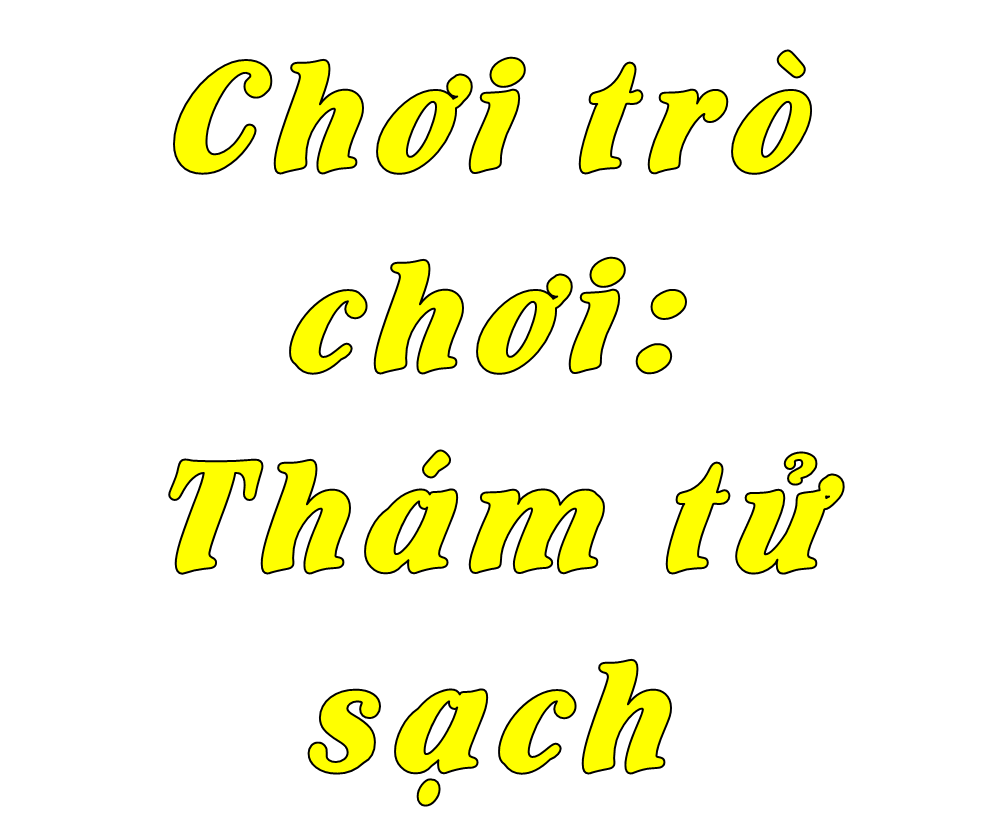 Chơi trò
chơi:
Thám tử
sạch